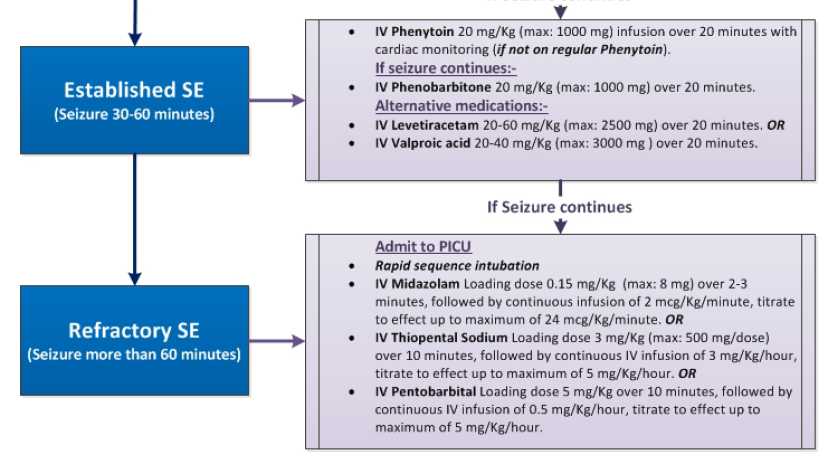 If Seizure continues
• IV Phenytoin 20 mg/Kg (max: 1000 mg) infusion over 20 minutes with
cardiac monitoring (if not on regular Phenytoin).
If seizure continues:-
• IV Phenobarbitone 20 mg/Kg (max: 1000 mg) over 20 minutes.
Alternative medications:-
• IV Levetiracetam 20-60 mg/Kg (max: 2500 mg) over 20 minutes. OR
• IV Valproic acid 20-40 mg/Kg (max: 3000 mg ) over 20 minutes.
Established SE
(Seizure 30-60 minutes)
If Seizure continues
Admit to PICU
• Rapid sequence intubation
• IV Midazolam Loading dose 0.15 mg/Kg (max: 8 mg) over 2-3
minutes, followed by continuous infusion of 2 mcg/Kg/minute, titrate
to effect up to maximum of 24 mcg/Kg/minute. OR
• IV Thiopental Sodium Loading dose 3 mg/Kg (max: 500 mg/dose)
over 10 minutes, followed by continuous IV infusion of 3 mg/Kg/hour,
titrate to effect up to maximum of 5 mg/Kg/hour. OR
• IV Pentobarbital Loading dose 5 mg/Kg over 10 minutes, followed by
continuous IV infusion of 0.5 mg/Kg/hour, titrate to effect up to
maximum of 5 mg/Kg/hour.
Refractory SE
(Seizure more than 60 minutes)